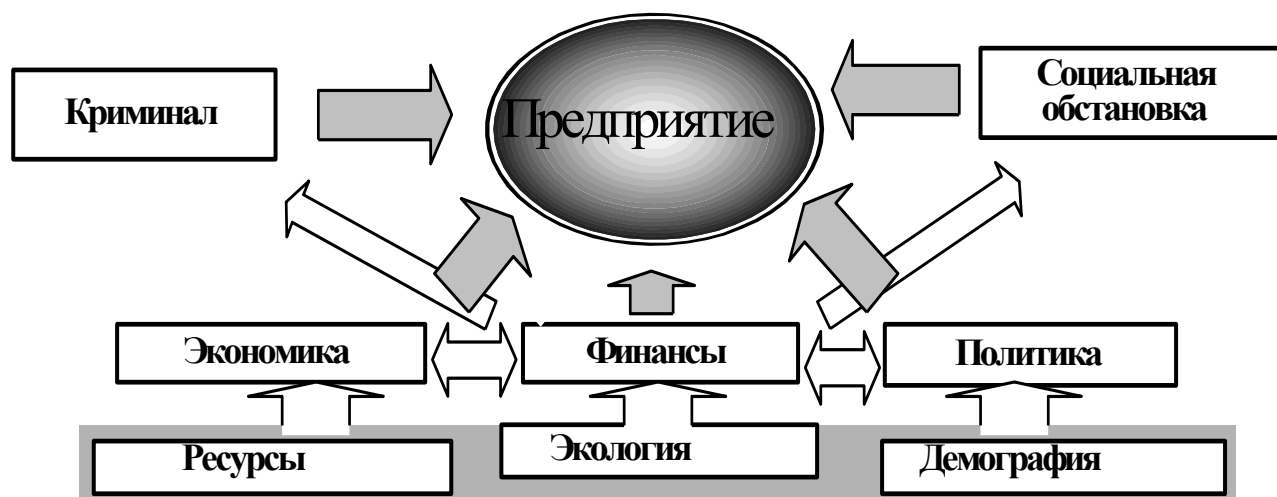 Криминал
Предприятие
Социальная
обстановка
Экономика
Финансы
Политика
Ресурсы
Экология
Демография